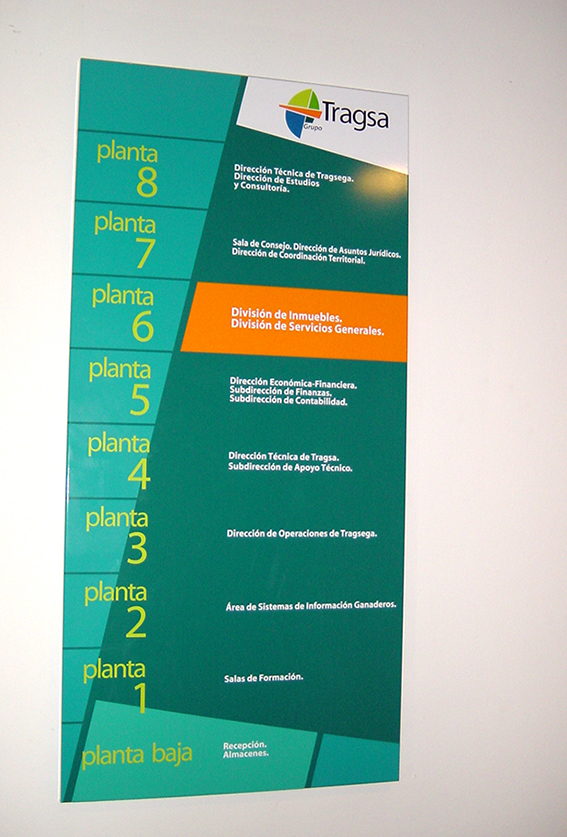 Grupo Tragsa
planta 8
Dirección Técnica de Tragsega.
Dirección de Estudios
y Consultoría.
planta 7
Sala de Consejo. Dirección de Asuntos Jurídicos.
Dirección de Coordinación Territorial.
planta 6
División de Inmuebles.
División de Servicios Generales.
planta 5
Dirección Económica-Financiera.
Subdirección de Finanzas.
Subdirección de Contabilidad.
planta 4
Dirección Técnica de Tragsa.
Subdirección de Apoyo Técnico.
planta 3
Dirección de Operaciones de Tragsega.
planta 2
Área de Sistemas de Información Ganaderos.
planta 1
Salas de Formación.
planta baja
Recepción.
Almacenes.